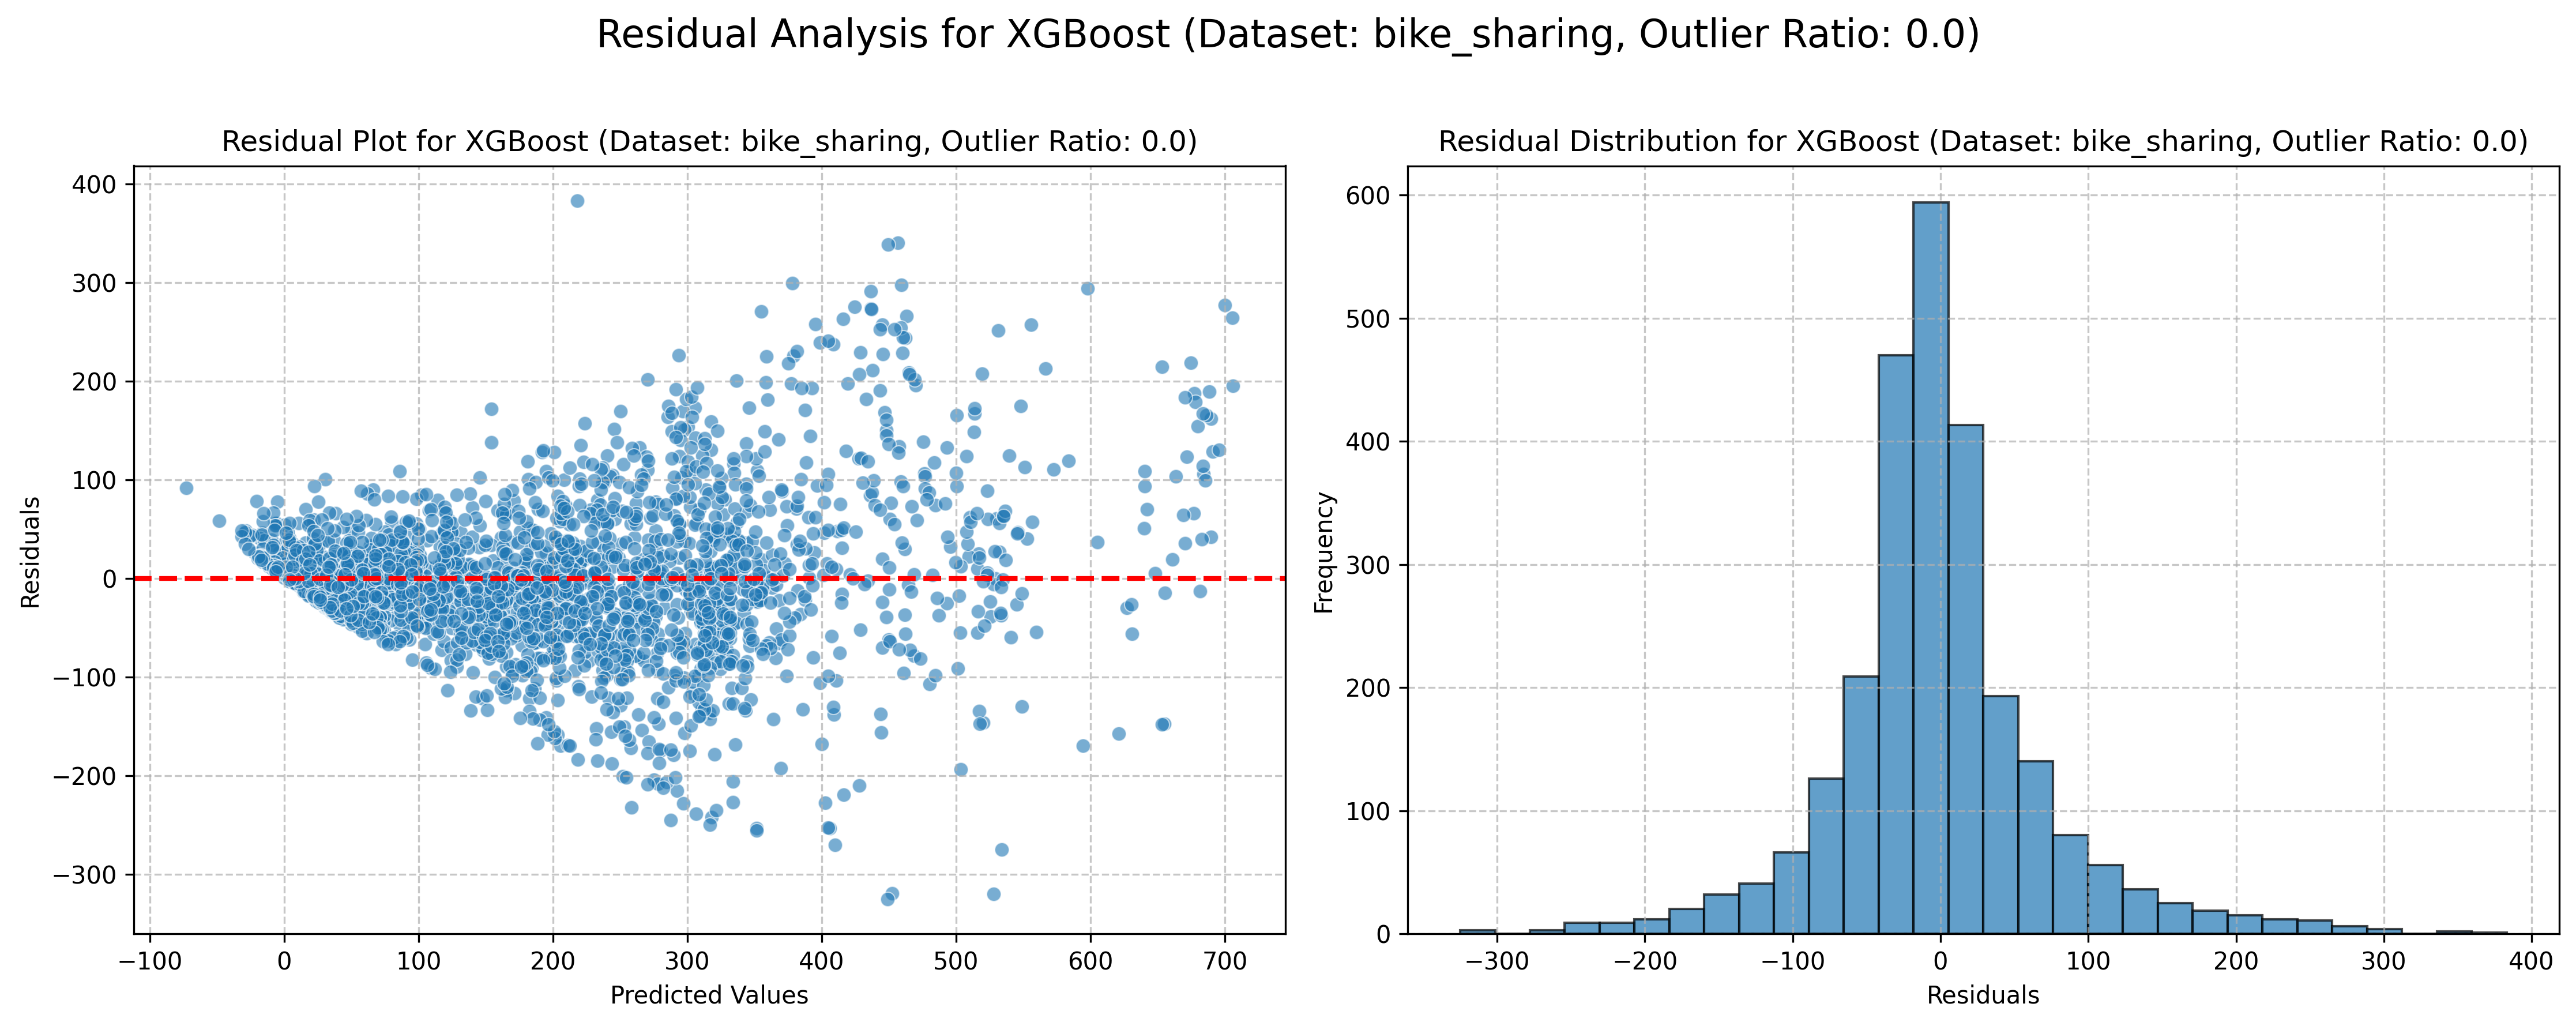 Residual Analysis for XGBoost (Dataset: bike_sharing, Outlier Ratio: 0.0)
Residual Plot for XGBoost (Dataset: bike_sharing, Outlier Ratio: 0.0)
Residuals
400
300
200
100
0
−100
−200
−300
−100 0 100 200 300 400 500 600 700
Predicted Values
Residual Distribution for XGBoost (Dataset: bike_sharing, Outlier Ratio: 0.0)
Frequency
600
500
400
300
200
100
0
−300 −200 −100 0 100 200 300 400
Residuals